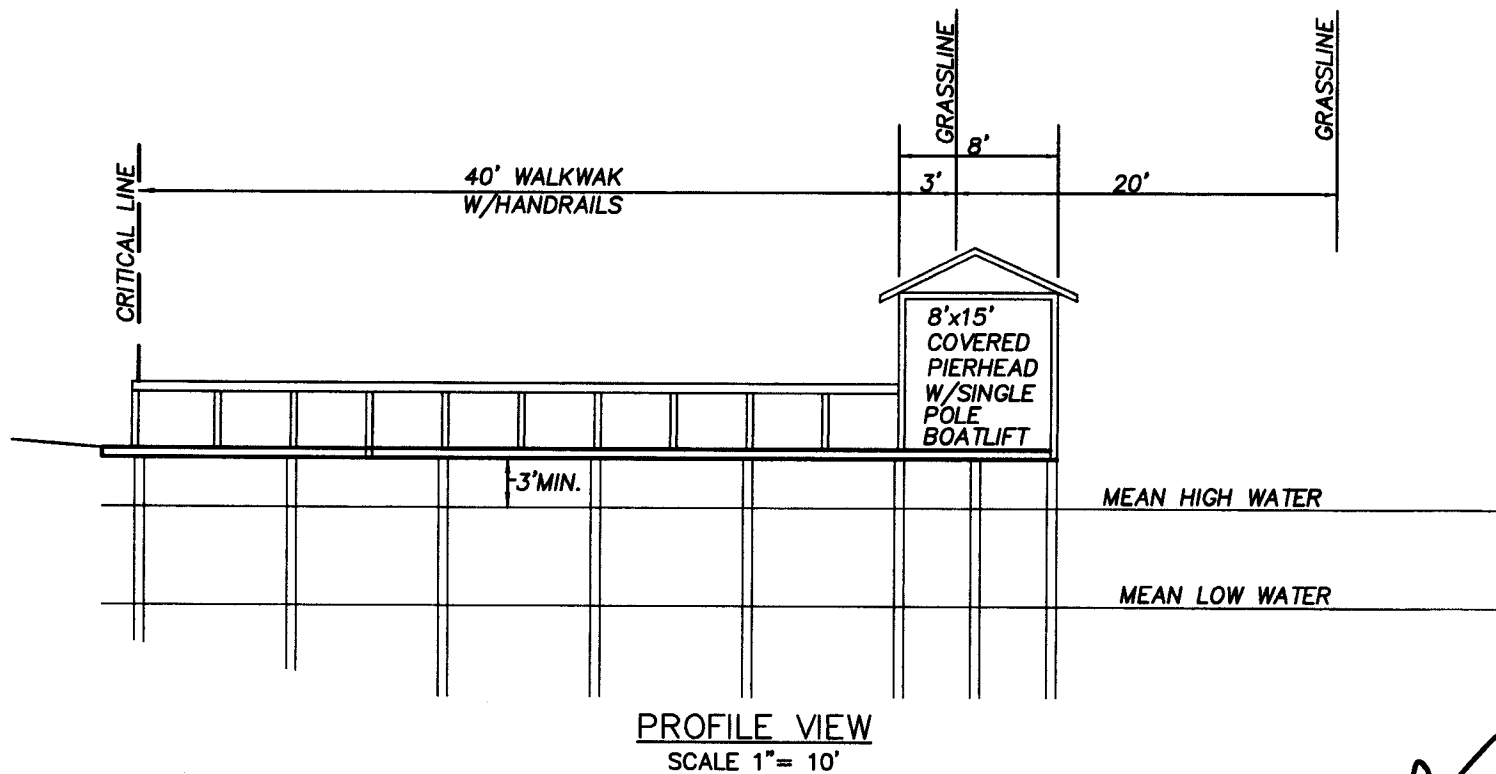 CRITICAL LINE
40' WALKWAK
W/HANDRAILS
GRASSLINE
8'
3'
20'
GRASSLINE
8'x15'
COVERED
PIERHEAD
W/SINGLE
POLE
BOATLIFT
3'MIN.
MEAN HIGH WATER
MEAN LOW WATER
PROFILE VIEW
SCALE 1"= 10'